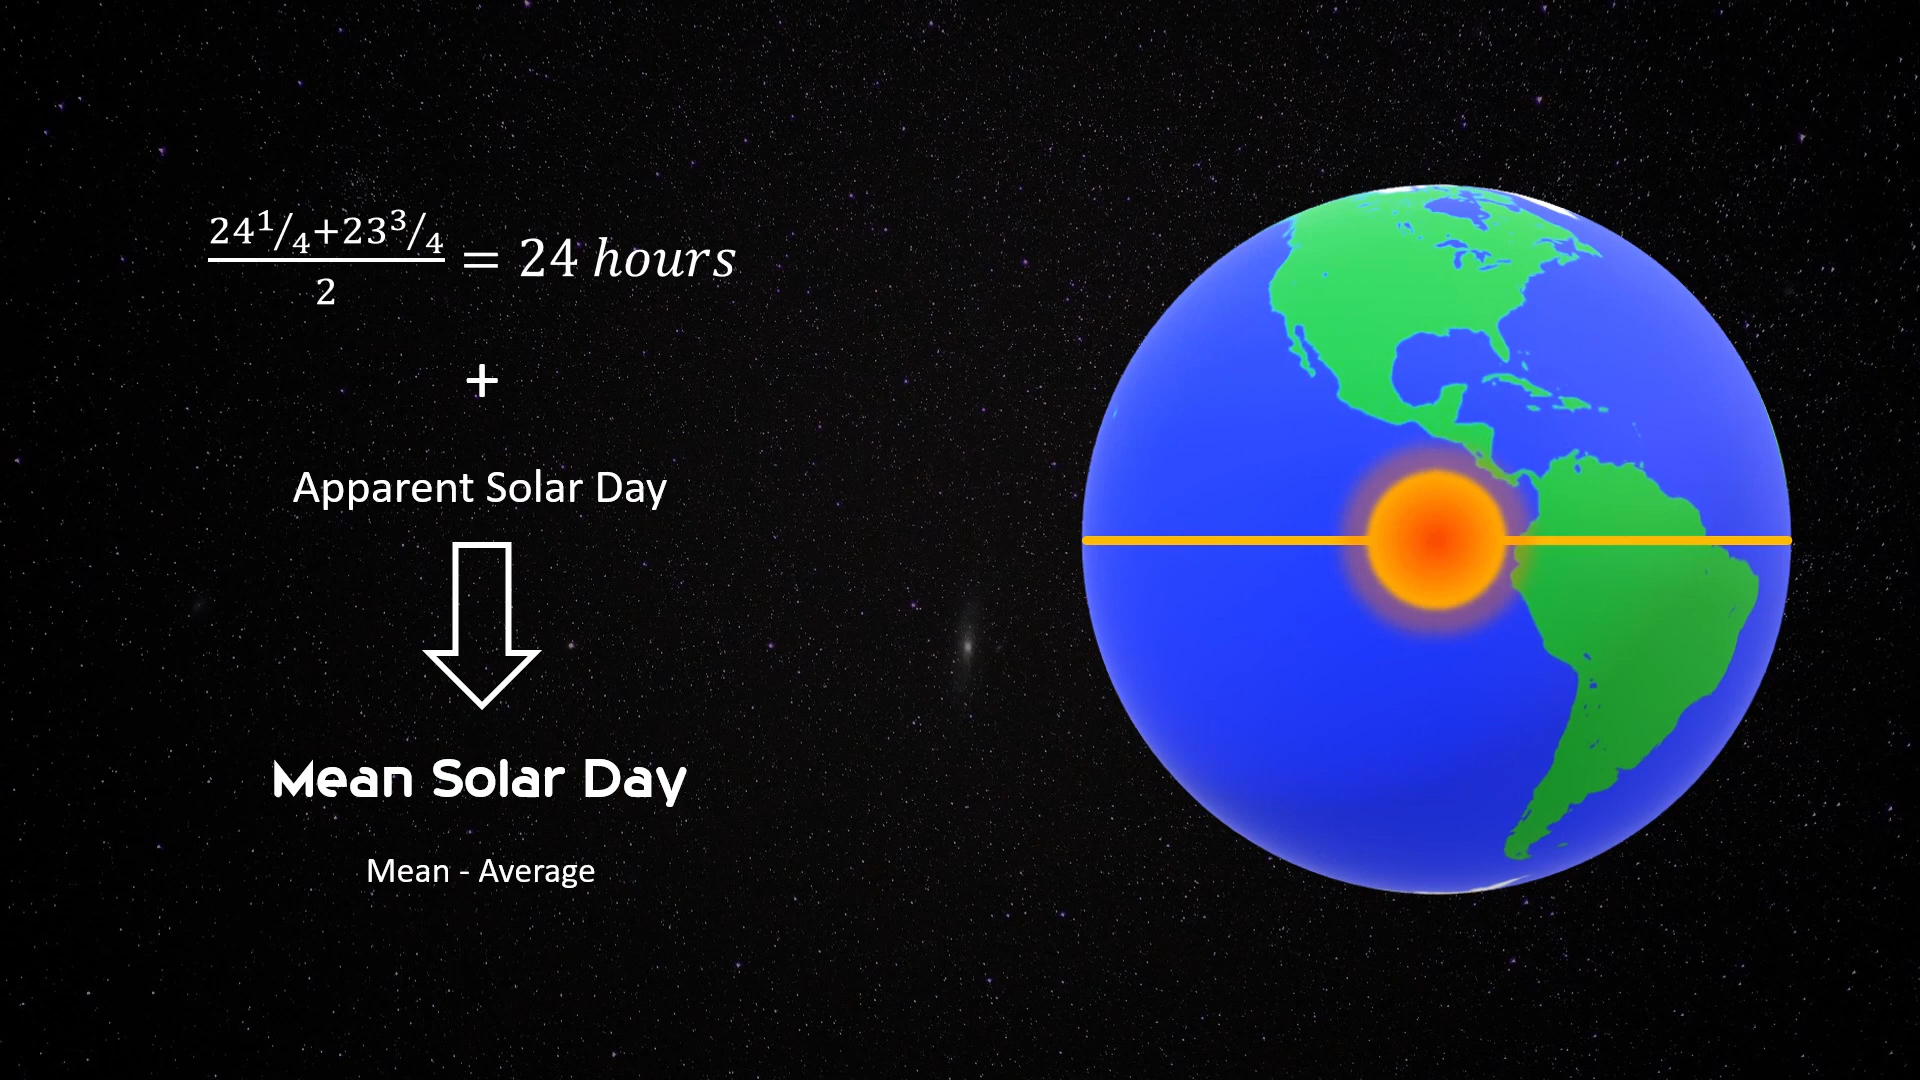 24¹/₄+23³/₄
2
= 24 hours
+
Apparent Solar Day
Mean Solar Day
Mean - Average